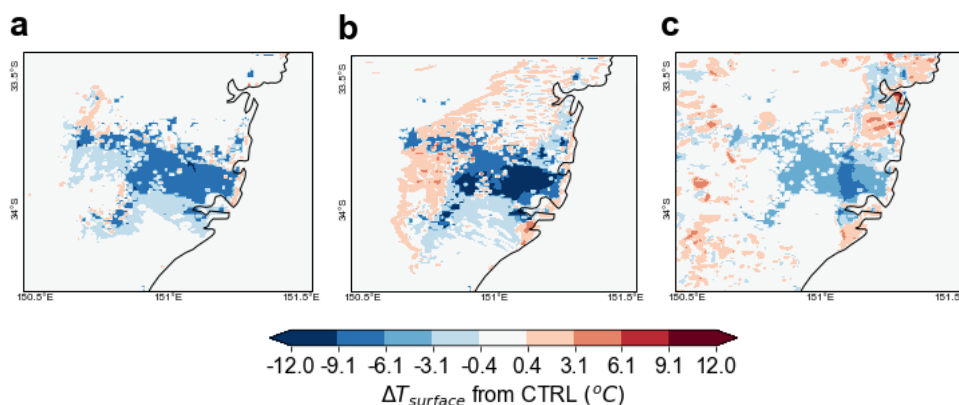 a b c
33.5°S 33.5°S 33.5°S
34°S 34°S 34°S
150.5°E 151°E 151.5°E 150.5°E 151°E 151.5°E 150.5°E 151°E 151.5°
-12.0 -9.1 -6.1 -3.1 -0.4 0.4 3.1 6.1 9.1 12.0
ΔT_surface from CTRL (°C)